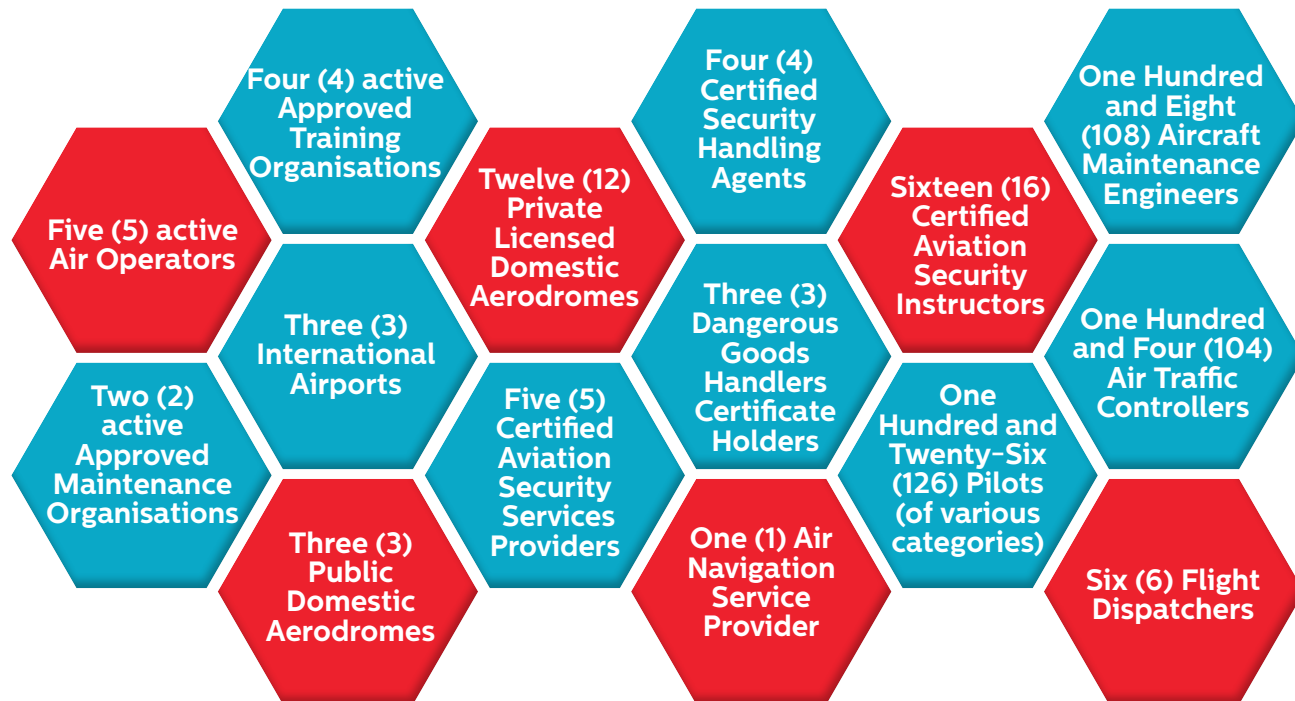 Five (5) active
Air Operators
Two (2)
active
Approved
Maintenance
Organisations
Four (4) active
Approved
Training
Organisations
Three (3)
International
Airports
Three (3)
Public
Domestic
Aerodromes
Twelve (12)
Private
Licensed
Domestic
Aerodromes
Five (5)
Certified
Aviation
Security
Services
Providers
Four (4)
Certified
Security
Handling
Agents
Three (3)
Dangerous
Goods
Handlers
Certificate
Holders
One (1) Air
Navigation
Service
Provider
Sixteen (16)
Certified
Aviation
Security
Instructors
One
Hundred and
Twenty-Six
(126) Pilots
(of various
categories)
One Hundred
and Eight
(108) Aircraft
Maintenance
Engineers
One Hundred
and Four (104)
Air Traffic
Controllers
Six (6) Flight
Dispatchers